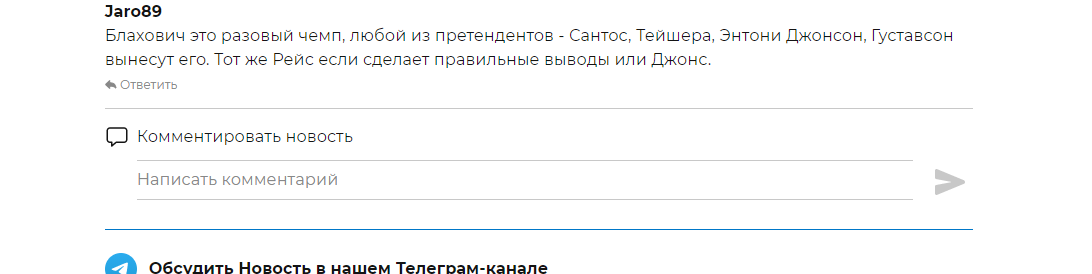 Jaro89
Блахович это разовый чемп, любой из претендентов - Сантос, Тейшера, Энтони Джонсон, Густавсон
вынесут его. Тот же Рейс если сделает правильные выводы или Джонс.
Ответить
Комментировать новость
Написать комментарий
Обсудить Новость в нашем Телеграм-канале